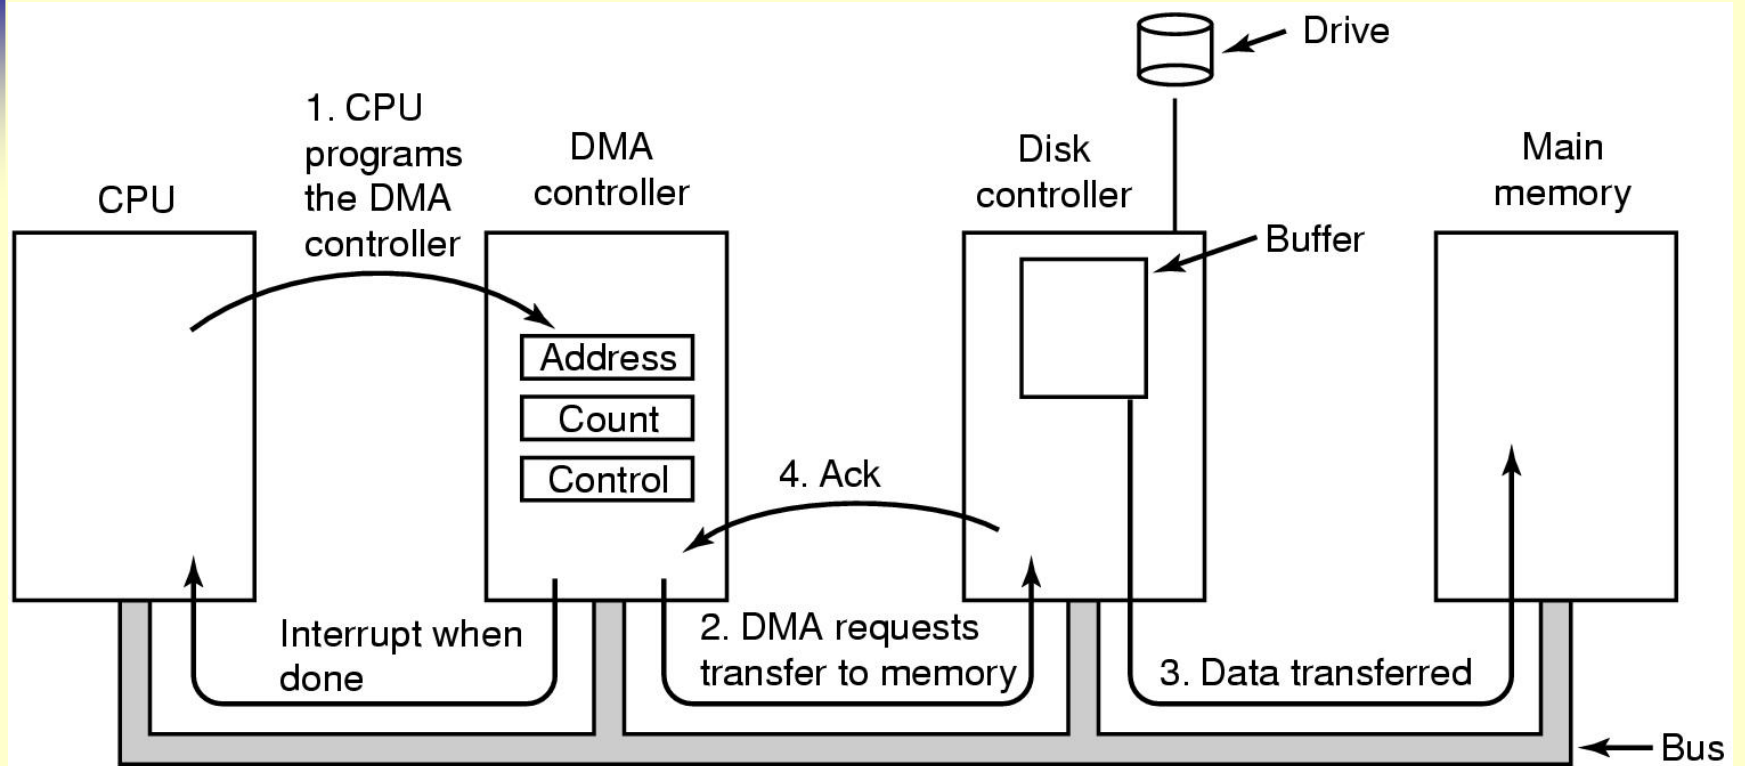 Drive
1. CPU
programs
the DMA
controller
DMA
controller
Disk
controller
Main
memory
CPU
Buffer
Address
Count
Control
4. Ack
Interrupt when
done
2. DMA requests
transfer to memory
3. Data transferred
Bus